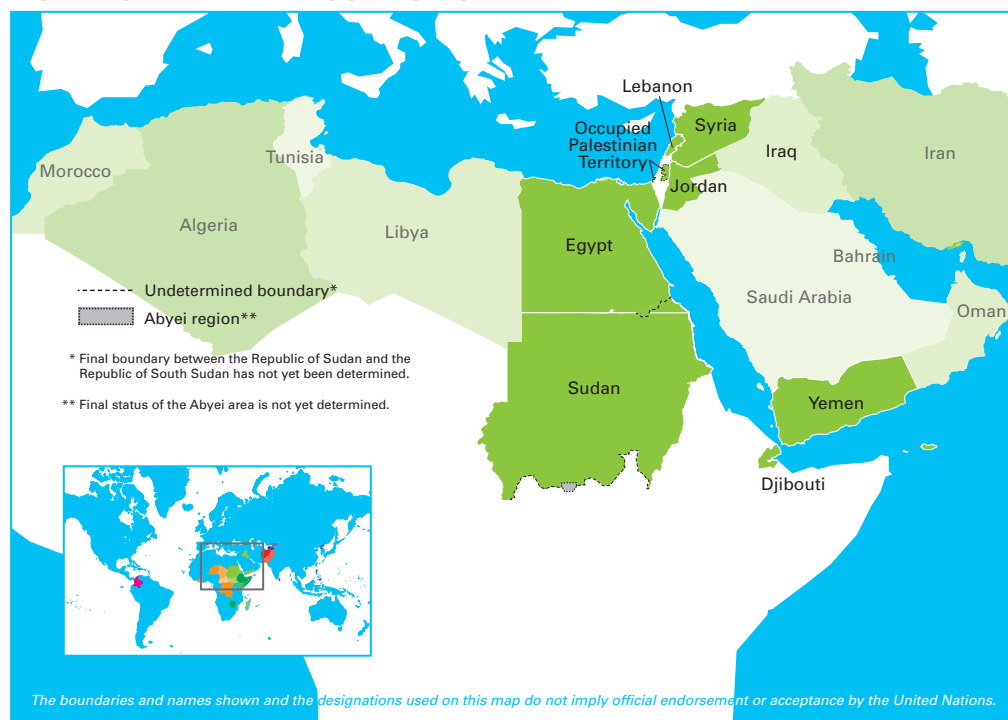 Lebanon
Syria
Occupied
Palestinian
Territory
Iraq
Iran
Tunisia
Morocco
Jordan
Algeria
Libya
Egypt
Bahrain
Undetermined boundary*
Saudi Arabia
Oman
Abyei region**
* Final boundary between the Republic of Sudan and the
Republic of South Sudan has not yet been determined.
Sudan
** Final status of the Abyei area is not yet determined.
Yemen
Djibouti
The boundaries and names shown and the designations used on this map do not imply official endorsement or acceptance by the United Nations.